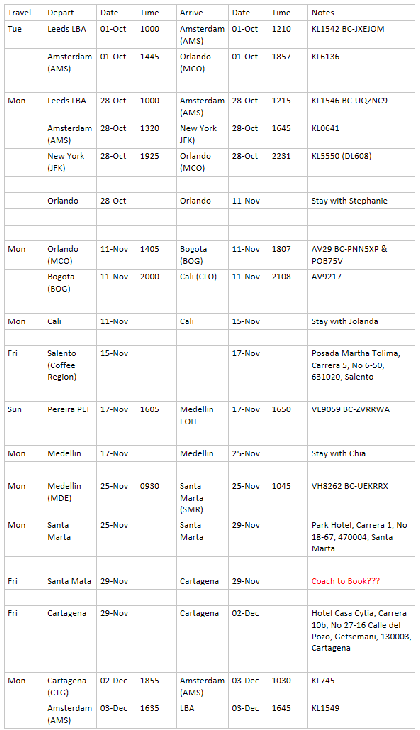 Travel Depart Date Time Arrive Date Time Notes
Tue Leeds LBA 01-Oct 1000 Amsterdam 01-Oct 1210 KL1542 BC-JXEJOM
(AMS)
Amsterdam 01-Oct 1445 Orlando 01-Oct 1857 KL6136
(AMS) (MCO)
Mon Leeds LBA 28-Oct 1000 Amsterdam 28-Oct 1215 KL1546
(AMS)
Amsterdam 28-Oct 1320 New York 28-Oct 1645 KL0641
(AMS) JFK)
New York 28-Oct 1925 Orlando 28-Oct 2231 KL5550 (DL608)
(JFK) (MCO)
Orlando 28-Oct Orlando 11-Nov Stay with Stephanie
Mon Orlando 11-Nov 1405 Bogota 11-Nov 1807 AV29 BC-PNN5XP &
(MCO) (BOG)
Bogota 11-Nov 2000 Cali (CLO) 11-Nov 2108 AV9217
(BOG)
Mon Cali 11-Nov Cali 15-Nov Stay with Jolanda
Fri Salento 15-Nov 17-Nov Posada Martha Tolima,
(Coffee Carrera 5, No 6-50,
Region) 631020, Salento
Sun Pereira PEI 17-Nov 1605 Medellin 17-Nov 1650
Mon Medellin 17-Nov Medellin 25-Nov Stay with Chia
Mon Medellin 25-Nov 0930 Santa 25-Nov 1045 VH8262 BC-UEKRRX
(MDE) Marta
(SMR)
Mon Santa 25-Nov Santa 29-Nov Park Hotel, Carrera 1, No
Marta Marta 18-67, 470004, Santa
Marta
Fri Santa Mata 29-Nov Cartagena 29-Nov Coach to Book???
Fri Cartagena 29-Nov Cartagena 02-Dec Hotel Casa Cytia, Carrera
10b, No 27-16 Calle del
Pozo, Getsemani, 130003,
Cartagena
Mon Cartagena 02-Dec 1855 Amsterdam 03-Dec 1030 KL745
(CTG) (AMS)
Amsterdam 03-Dec 1635 LBA 03-Dec 1645 KL1549
(AMS)